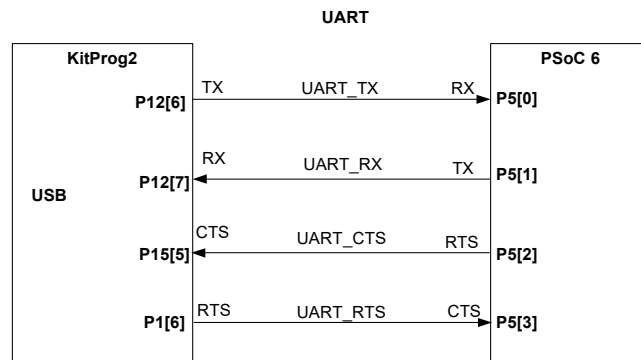 UART
KitProg2 PSoC 6
TX UART_TX RX
P12[6] P5[0]
RX UART_RX TX
P12[7] P5[1]
USB
CTS UART_CTS RTS
P15[5] P5[2]
RTS UART_RTS CTS
P1[6] P5[3]